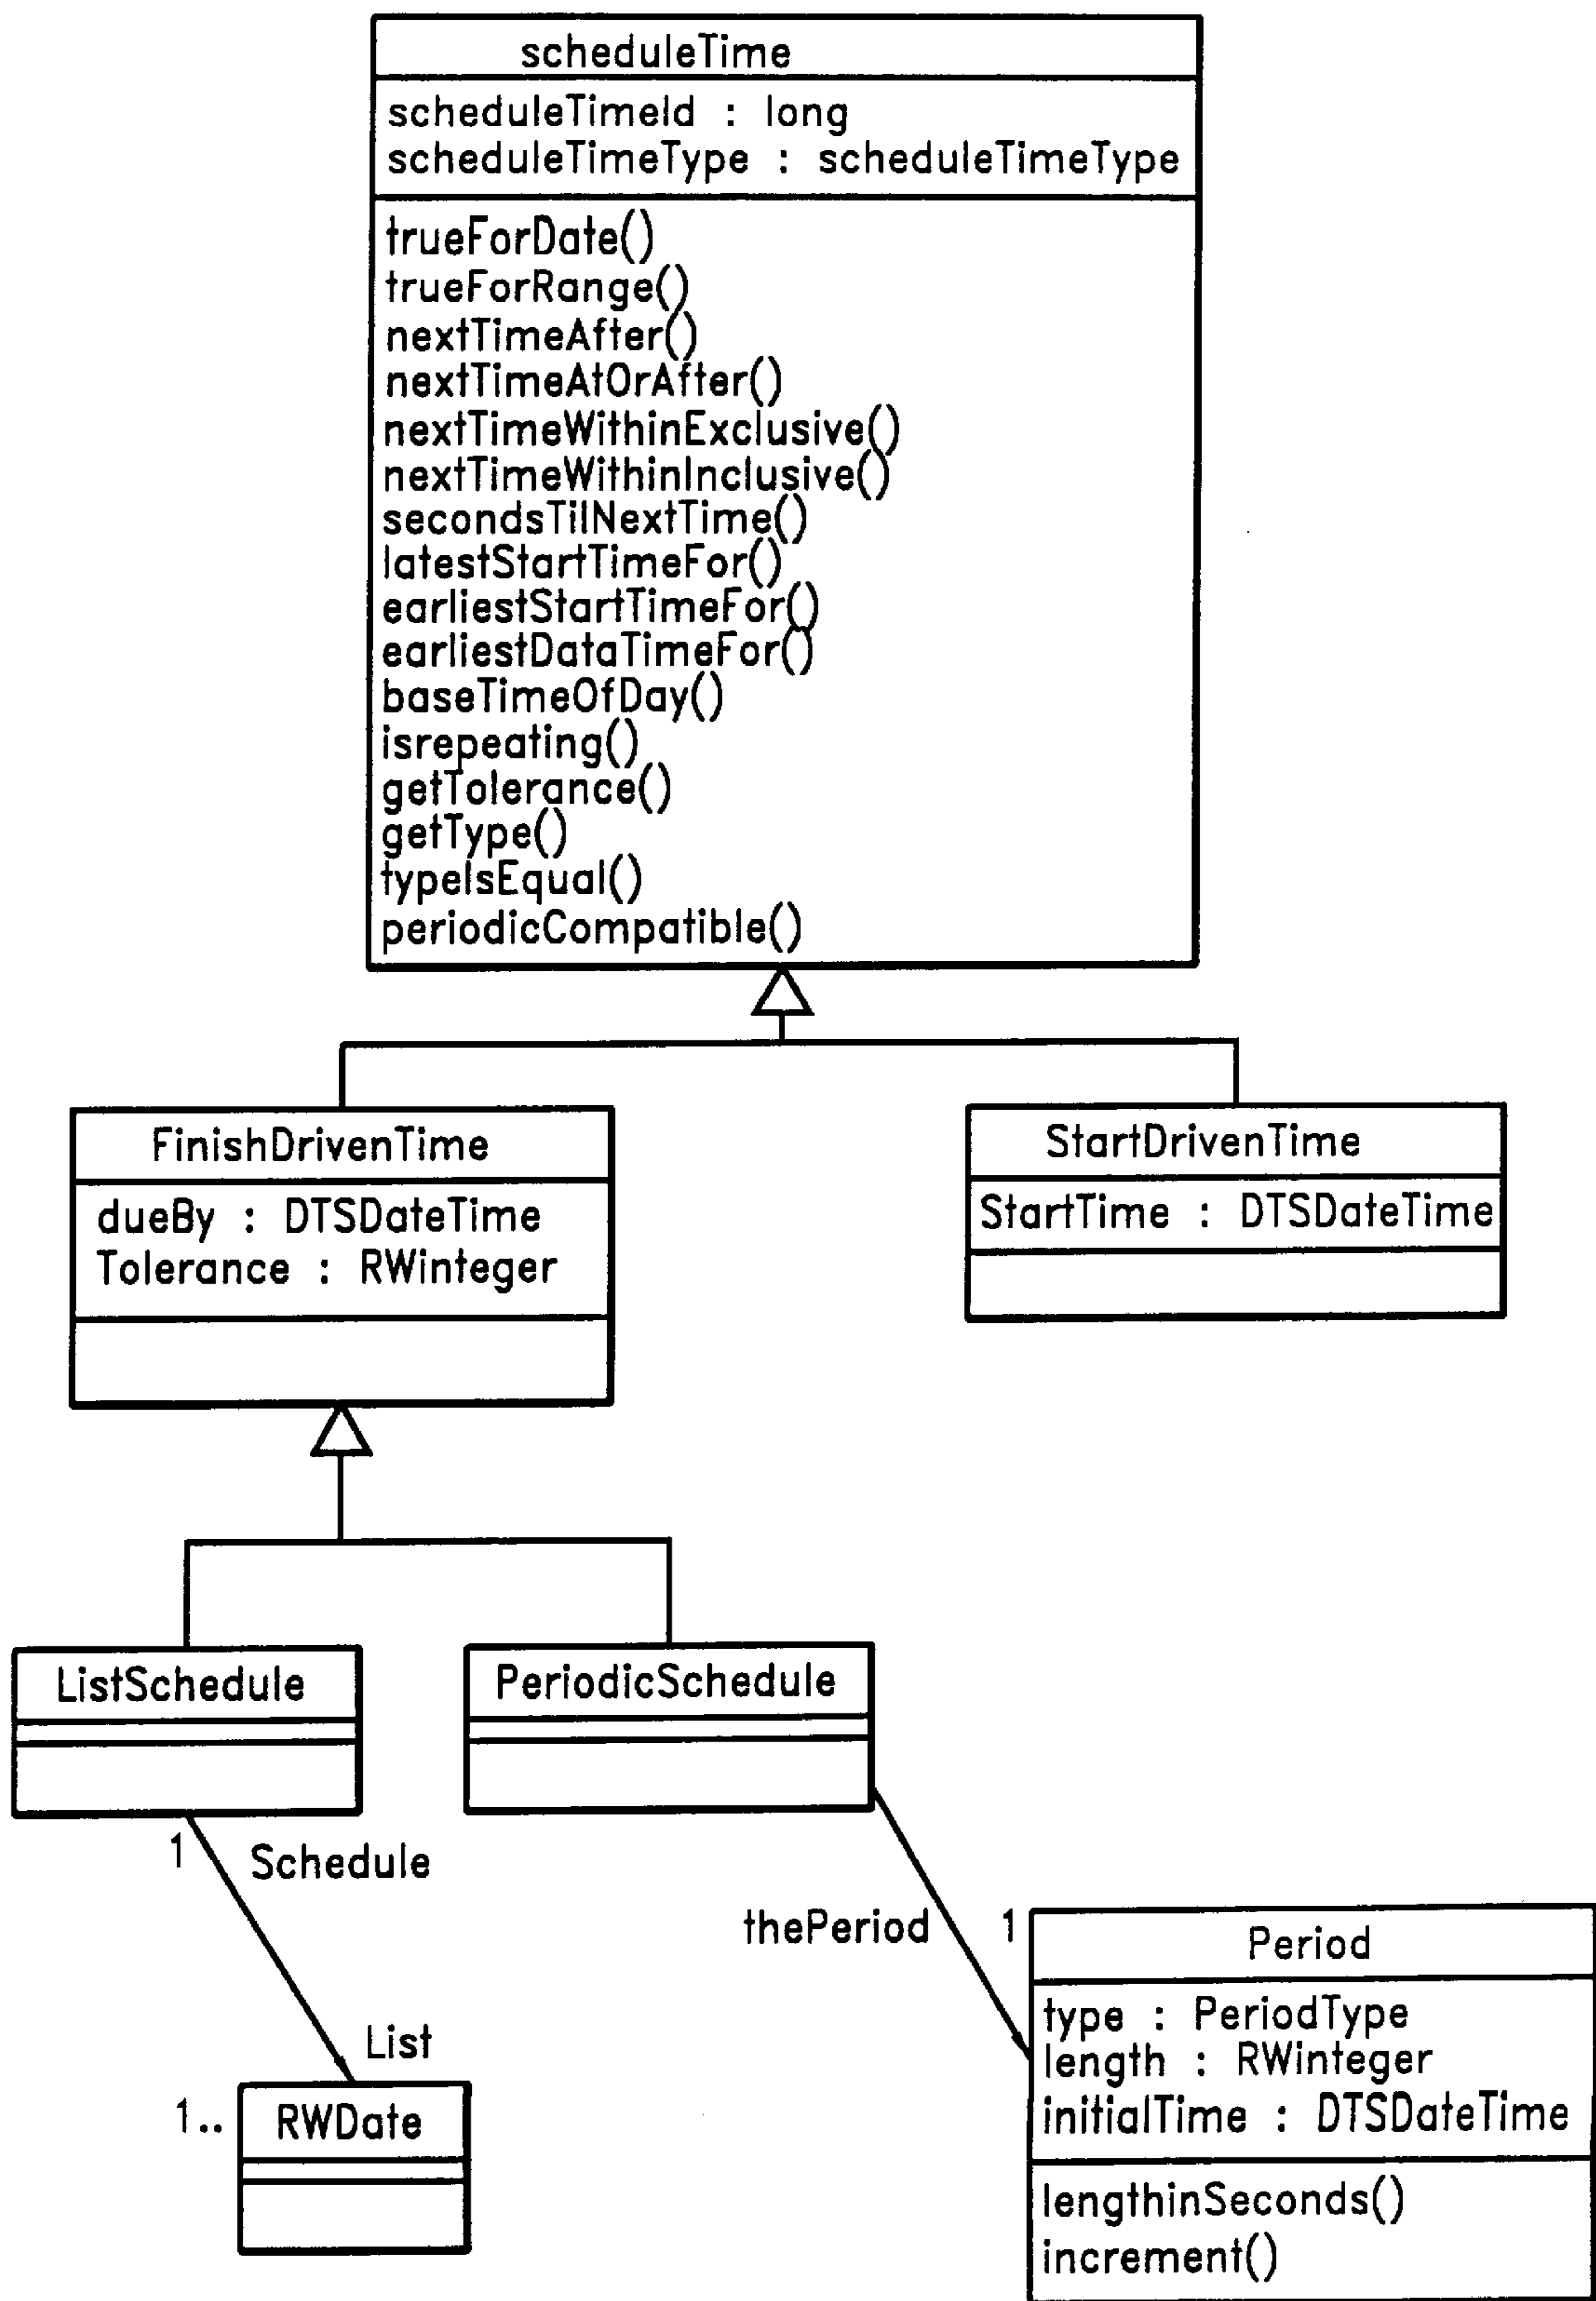 scheduleTime
scheduleTimeId : long
scheduleTimeType : scheduleTimeType
trueForDate()
trueForRange()
nextTimeAfter()
nextTimeAtOrAfter()
nextTimeWithinExclusive()
nextTimeWithinInclusive()
secondsTilNextTime()
latestStartTimeFor()
earliestStartTimeFor()
earliestDataTimeFor()
baseTimeOfDay()
isrepeating()
getTolerance()
getType()
typeIsEqual()
periodicCompatible()
FinishDrivenTime
dueBy : DTSDateTime
Tolerance : RWinteger
StartDrivenTime
StartTime : DTSDateTime
ListSchedule
PeriodicSchedule
1
Schedule
thePeriod
1
List
1..
RWDate
Period
type : PeriodType
length : RWinteger
initialTime : DTSDateTime
lengthinSeconds()
increment()